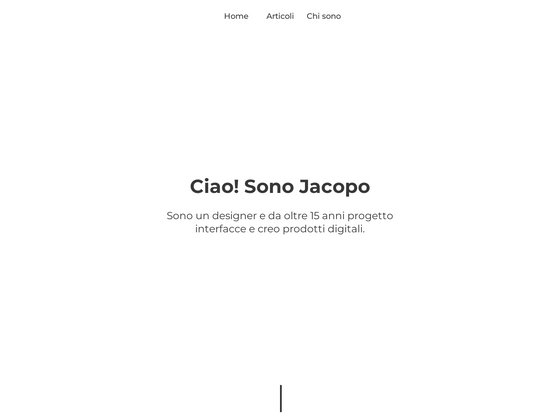 Home Articoli Chi sono
Ciao! Sono Jacopo
Sono un designer e da oltre 15 anni progetto
interfacce e creo prodotti digitali.